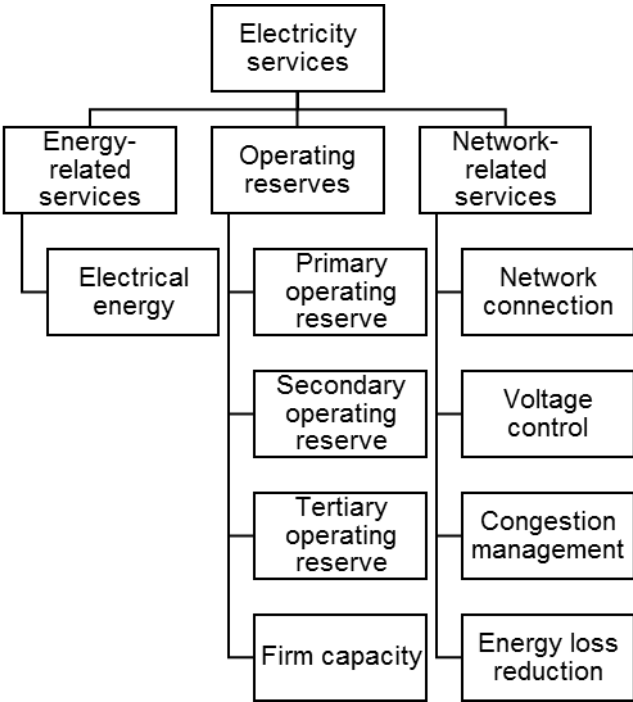 Electricity
services
Energy-
related
services
Operating
reserves
Network-
related
services
Electrical
energy
Primary
operating
reserve
Network
connection
Secondary
operating
reserve
Voltage
control
Tertiary
operating
reserve
Congestion
management
Firm capacity
Energy loss
reduction